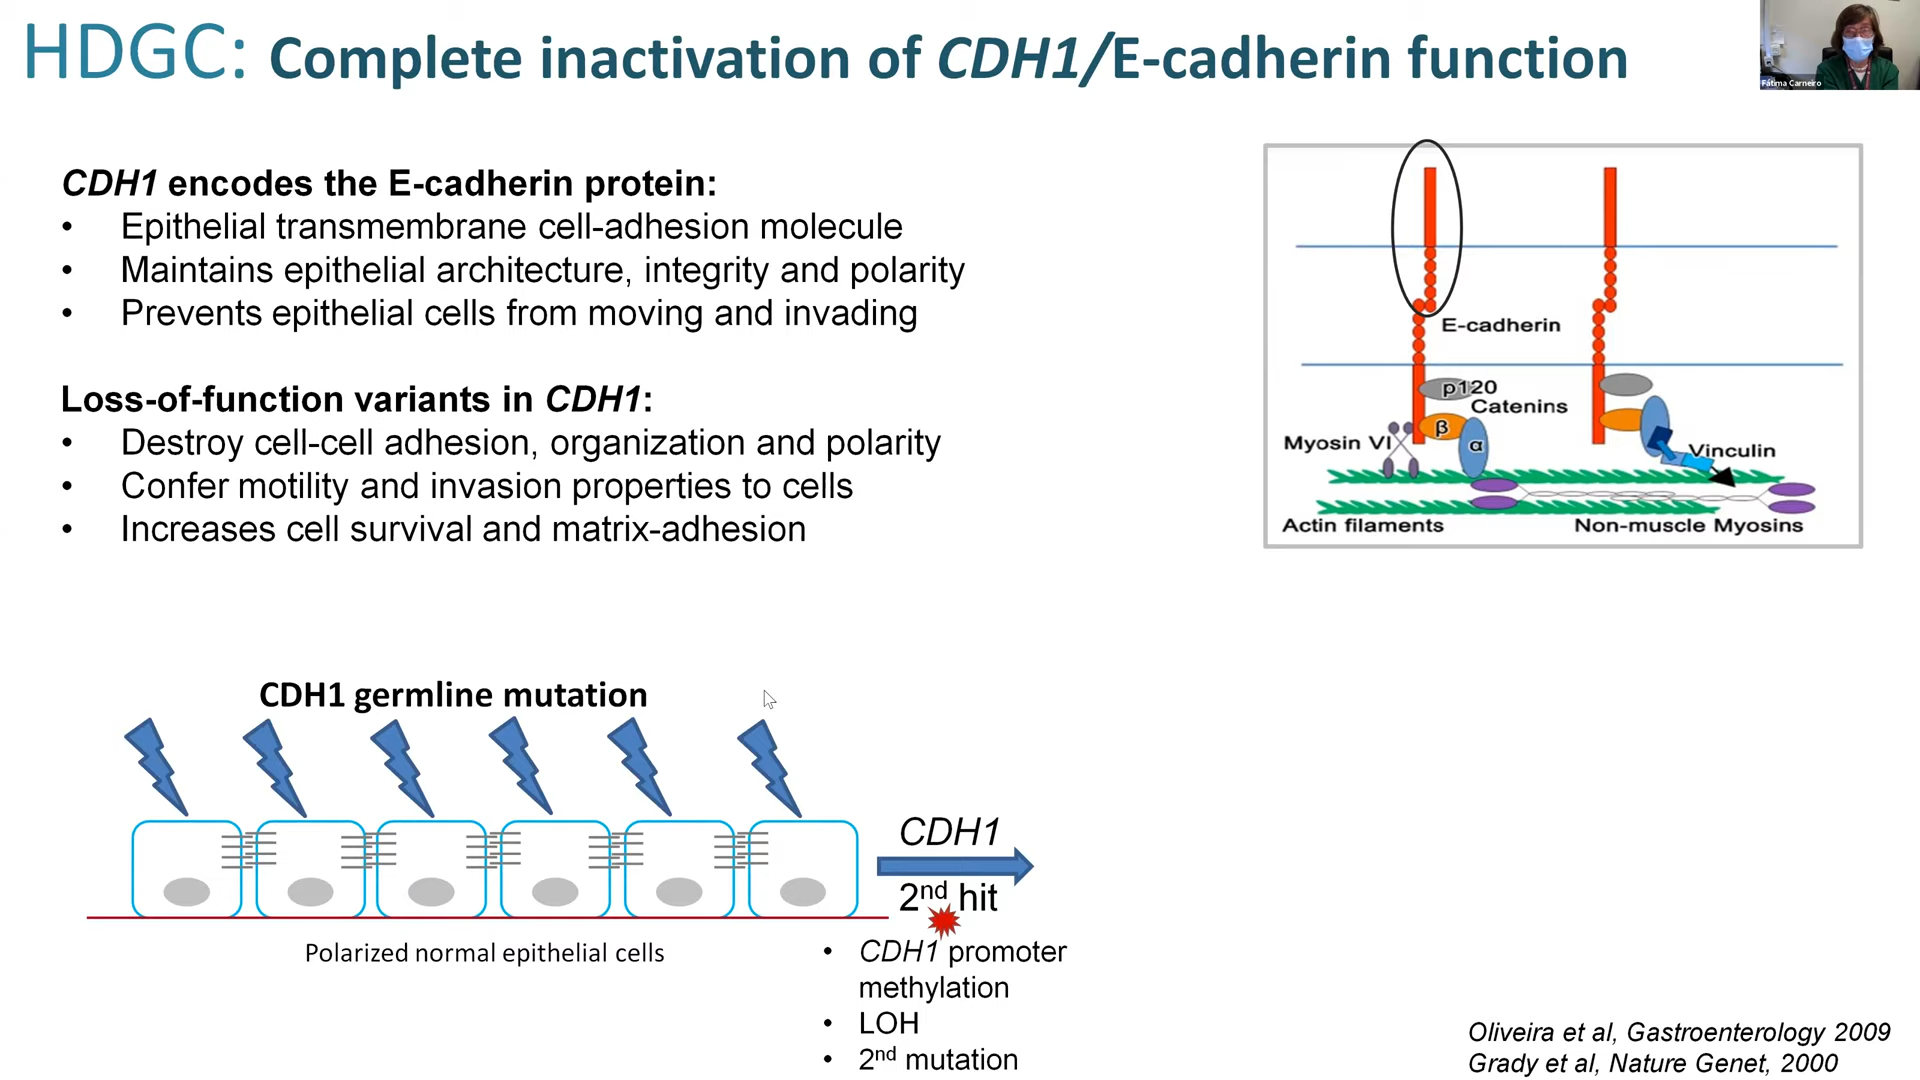 HDGC: Complete inactivation of CDH1/E-cadherin function
Fátima Carneiro
CDH1 encodes the E-cadherin protein:
• Epithelial transmembrane cell-adhesion molecule
• Maintains epithelial architecture, integrity and polarity
• Prevents epithelial cells from moving and invading
Loss-of-function variants in CDH1:
• Destroy cell-cell adhesion, organization and polarity
• Confer motility and invasion properties to cells
• Increases cell survival and matrix-adhesion
E-cadherin
p120
Catenins
β
α
Myosin VI
Vinculin
Actin filaments
Non-muscle Myosins
CDH1 germline mutation
CDH1
2nd hit
Polarized normal epithelial cells
• CDH1 promoter
methylation
• LOH
• 2nd mutation
Oliveira et al, Gastroenterology 2009
Grady et al, Nature Genet, 2000